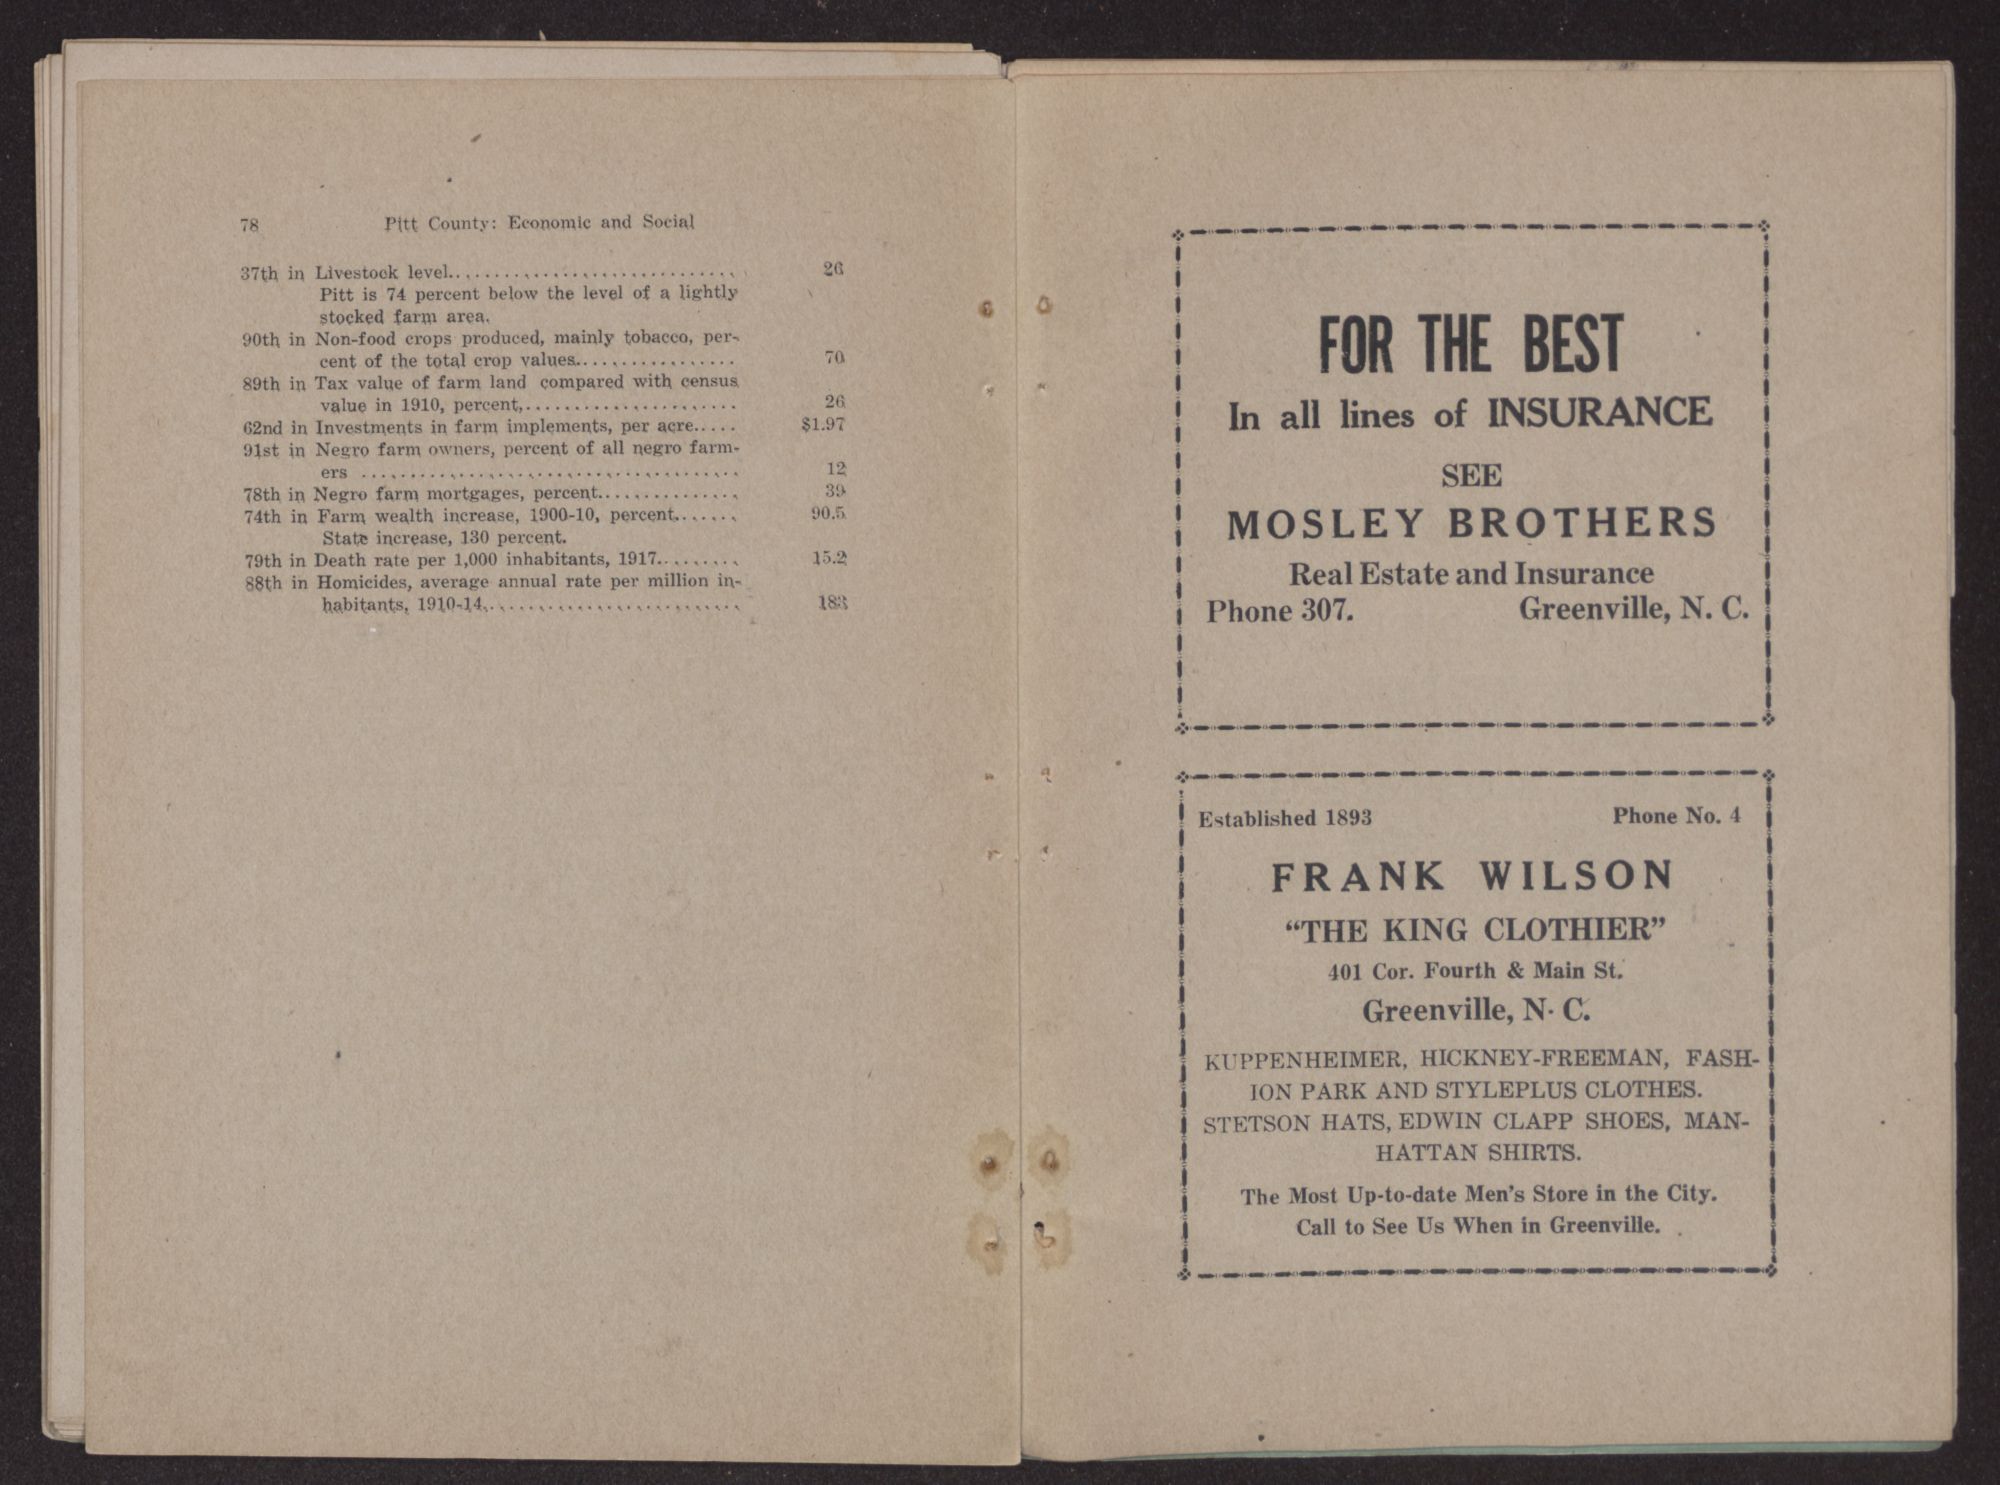 78 Pitt County: Economic and Social
37th in Livestock level.............................. 26
Pitt is 74 percent below the level of a lightly
stocked farm area.
90th in Non-food crops produced, mainly tobacco, per-
cent of the total crop values................. 70
89th in Tax value of farm land compared with census
value in 1910, percent,...................... 26
62nd in Investments in farm implements, per acre..... $1.97
91st in Negro farm owners, percent of all negro farm-
ers ....................................... 12
78th in Negro farm mortgages, percent............... 39
74th in Farm wealth increase, 1900-10, percent....... 90.5
State increase, 130 percent.
79th in Death rate per 1,000 inhabitants, 1917......... 15.2
88th in Homicides, average annual rate per million in-
habitants, 1910-14........................... 183
FOR THE BEST
In all lines of INSURANCE
SEE
MOSLEY BROTHERS
Real Estate and Insurance
Phone 307. Greenville, N. C.
Established 1893 Phone No. 4
FRANK WILSON
“THE KING CLOTHIER”
401 Cor. Fourth & Main St.
Greenville, N. C.
KUPPENHEIMER, HICKNEY-FREEMAN, FASH-
ION PARK AND STYLEPLUS CLOTHES.
STETSON HATS, EDWIN CLAPP SHOES, MAN-
HATTAN SHIRTS.
The Most Up-to-date Men's Store in the City.
Call to See Us When in Greenville.